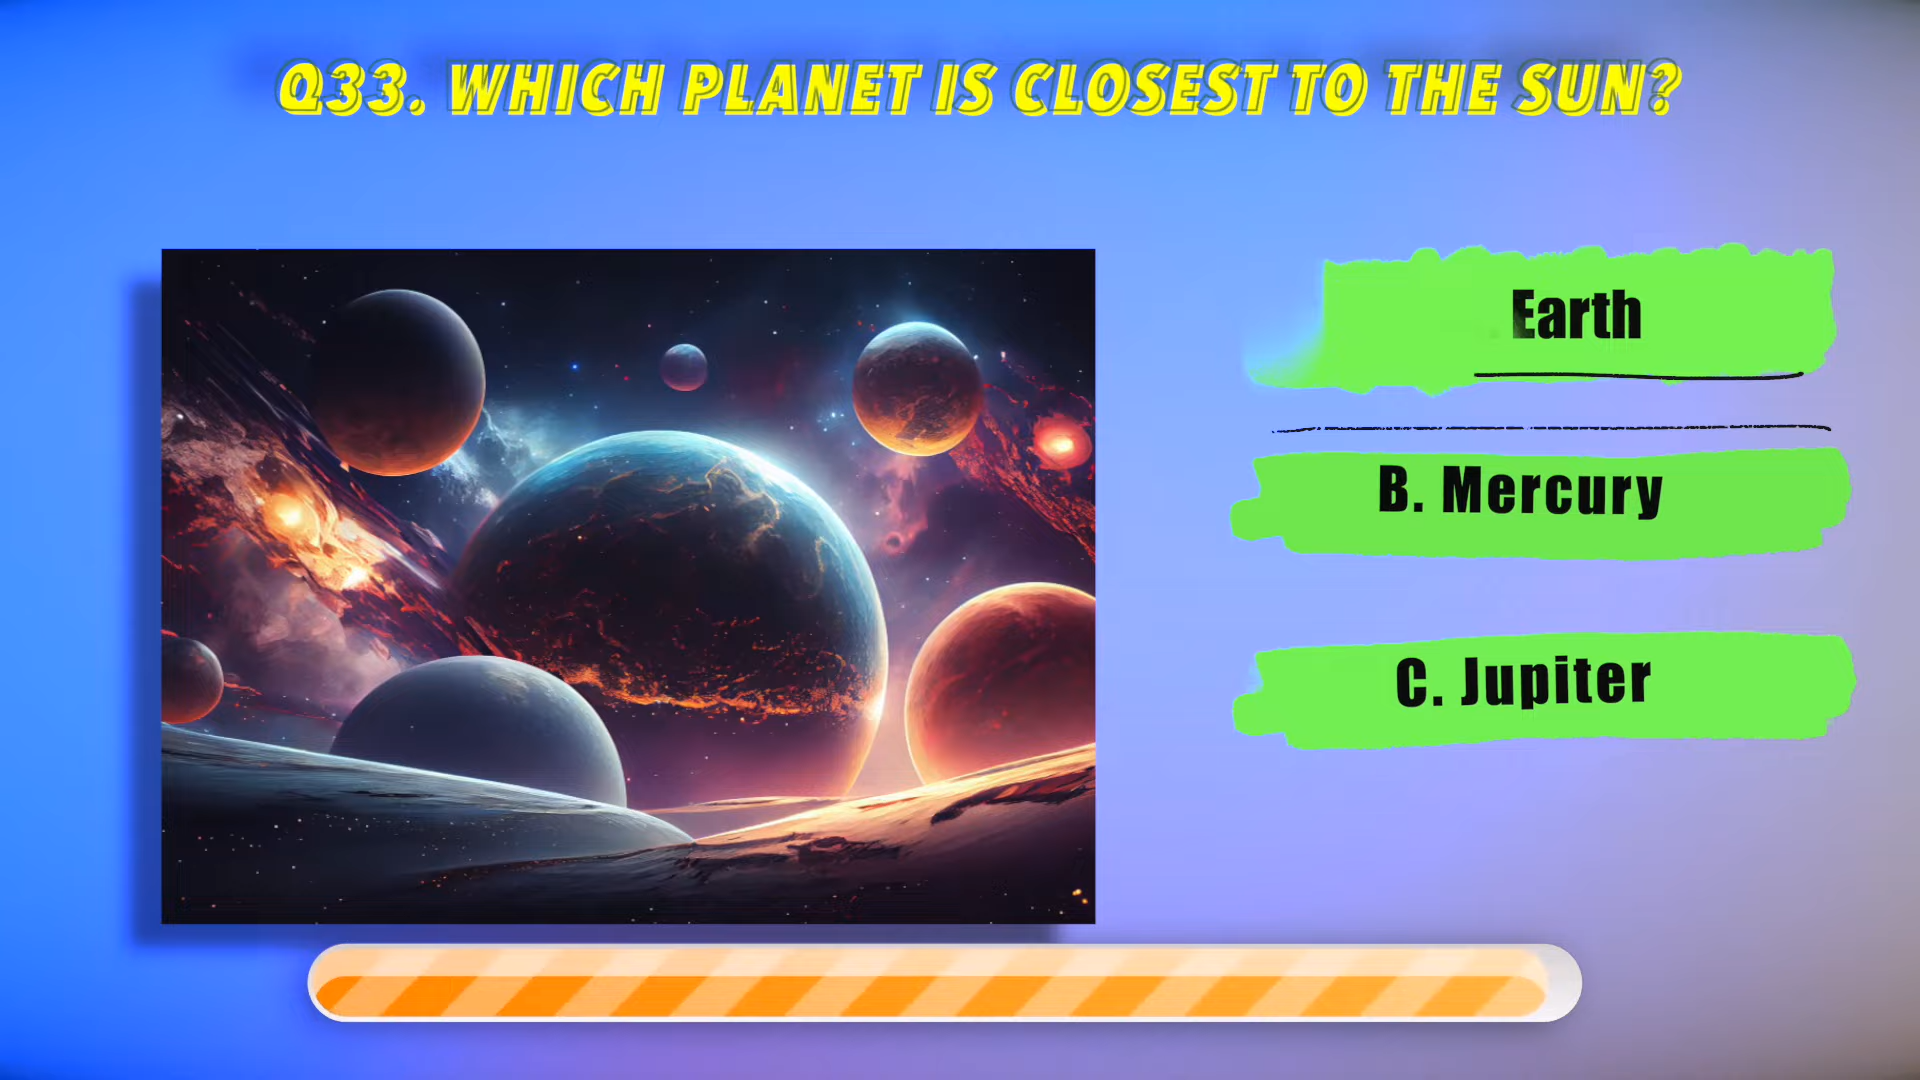 Q33. WHICH PLANET IS CLOSEST TO THE SUN?
Earth
B. Mercury
C. Jupiter